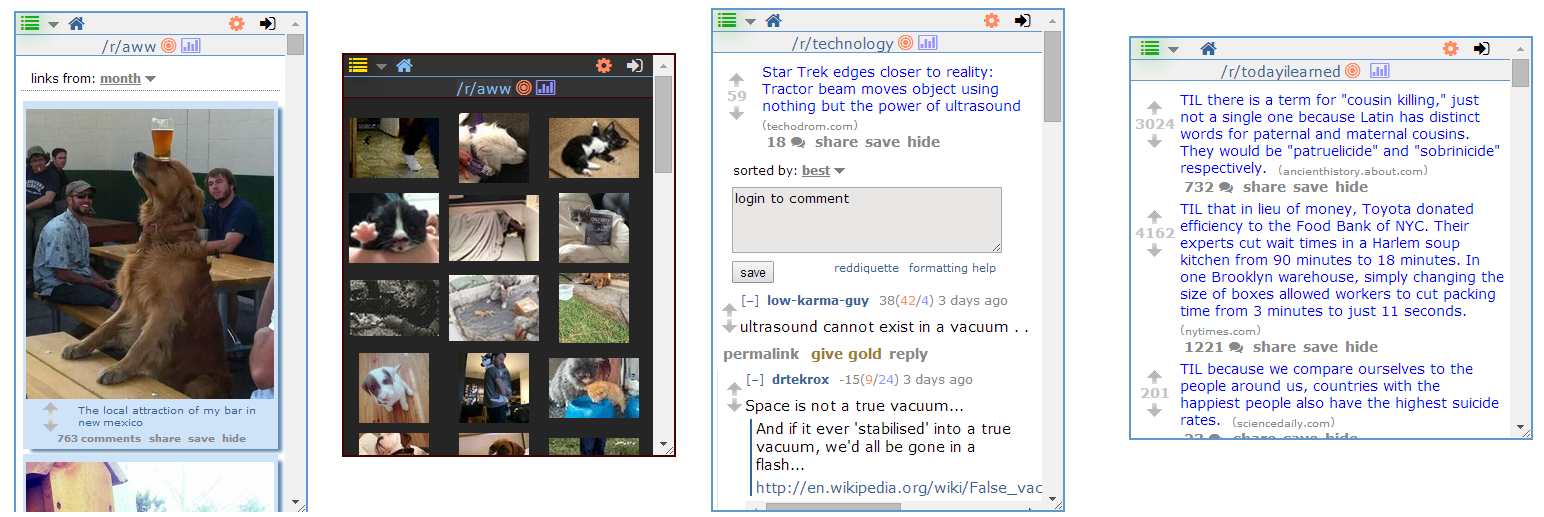 /r/aww
links from: month
The local attraction of my bar in
new mexico
763 comments share save hide
/r/aww
/r/technology
59
Star Trek edges closer to reality:
Tractor beam moves object using
nothing but the power of ultrasound
(techodrom.com)
18 share save hide
sorted by: best
login to comment
save reddiquette formatting help
[–] low-karma-guy 38(42/4) 3 days ago
ultrasound cannot exist in a vacuum . .
permalink give gold reply
[–] drtekrox -15(9/24) 3 days ago
Space is not a true vacuum...
And if it ever 'stabilised' into a true
vacuum, we'd all be gone in a
flash...
http://en.wikipedia.org/wiki/False_vac
/r/todayilearned
3024
TIL there is a term for "cousin killing," just
not a single one because Latin has distinct
words for paternal and maternal cousins.
They would be "patruelicide" and "sobrinicide"
respectively. (ancienthistory.about.com)
732 share save hide
4162
TIL that in lieu of money, Toyota donated
efficiency to the Food Bank of NYC. Their
experts cut wait times in a Harlem soup
kitchen from 90 minutes to 18 minutes. In
one Brooklyn warehouse, simply changing the
size of boxes allowed workers to cut packing
time from 3 minutes to just 11 seconds.
(nytimes.com)
1221 share save hide
201
TIL because we compare ourselves to the
people around us, countries with the
happiest people also have the highest suicide
rates. (sciencedaily.com)
share save hide